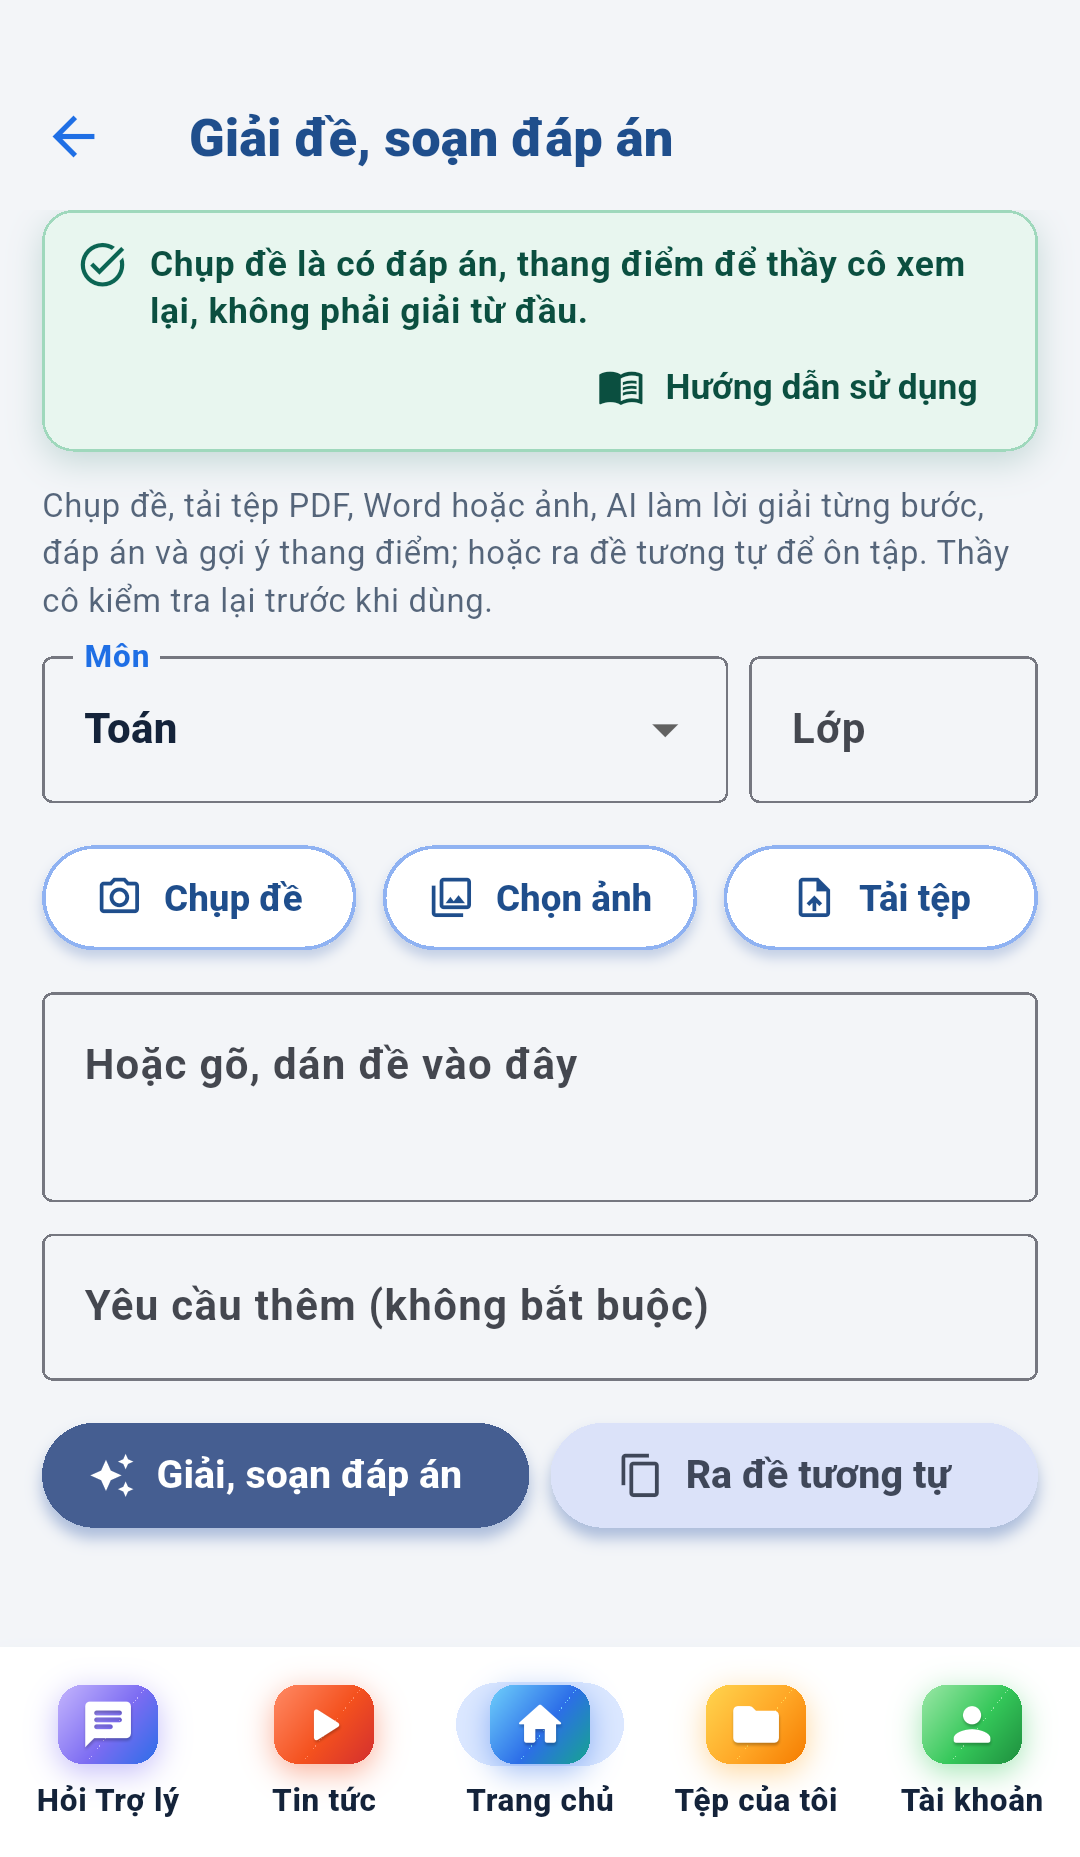 Giải đề, soạn đáp án
Chụp đề là có đáp án, thang điểm để thầy cô xem
lại, không phải giải từ đầu.
Hướng dẫn sử dụng
Chụp đề, tải tệp PDF, Word hoặc ảnh, AI làm lời giải từng bước,
đáp án và gợi ý thang điểm; hoặc ra đề tương tự để ôn tập. Thầy
cô kiểm tra lại trước khi dùng.
Môn
Toán
Lớp
Chụp đề
Chọn ảnh
Tải tệp
Hoặc gõ, dán đề vào đây
Yêu cầu thêm (không bắt buộc)
Giải, soạn đáp án
Ra đề tương tự
Hỏi Trợ lý
Tin tức
Trang chủ
Tệp của tôi
Tài khoản